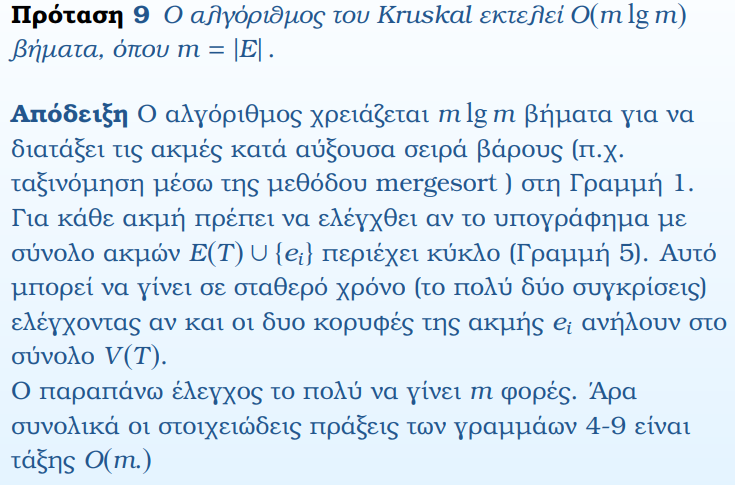 Πρόταση 9 Ο αλγόριθμος του Kruskal εκτελεί O(m lg m)
βήματα, όπου m = |E| .
Απόδειξη Ο αλγόριθμος χρειάζεται m lg m βήματα για να
διατάξει τις ακμές κατά αύξουσα σειρά βάρους (π.χ.
ταξινόμηση μέσω της μεθόδου mergesort ) στη Γραμμή 1.
Για κάθε ακμή πρέπει να ελέγχθει αν το υπογράφημα με
σύνολο ακμών E(T) ∪ {eᵢ} περιέχει κύκλο (Γραμμή 5). Αυτό
μπορεί να γίνει σε σταθερό χρόνο (το πολύ δύο συγκρίσεις)
ελέγχοντας αν και οι δυο κορυφές της ακμής eᵢ ανήλουν στο
σύνολο V(T).
Ο παραπάνω έλεγχος το πολύ να γίνει m φορές. Άρα
συνολικά οι στοιχειώδεις πράξεις των γραμμάων 4-9 είναι
τάξης O(m.)